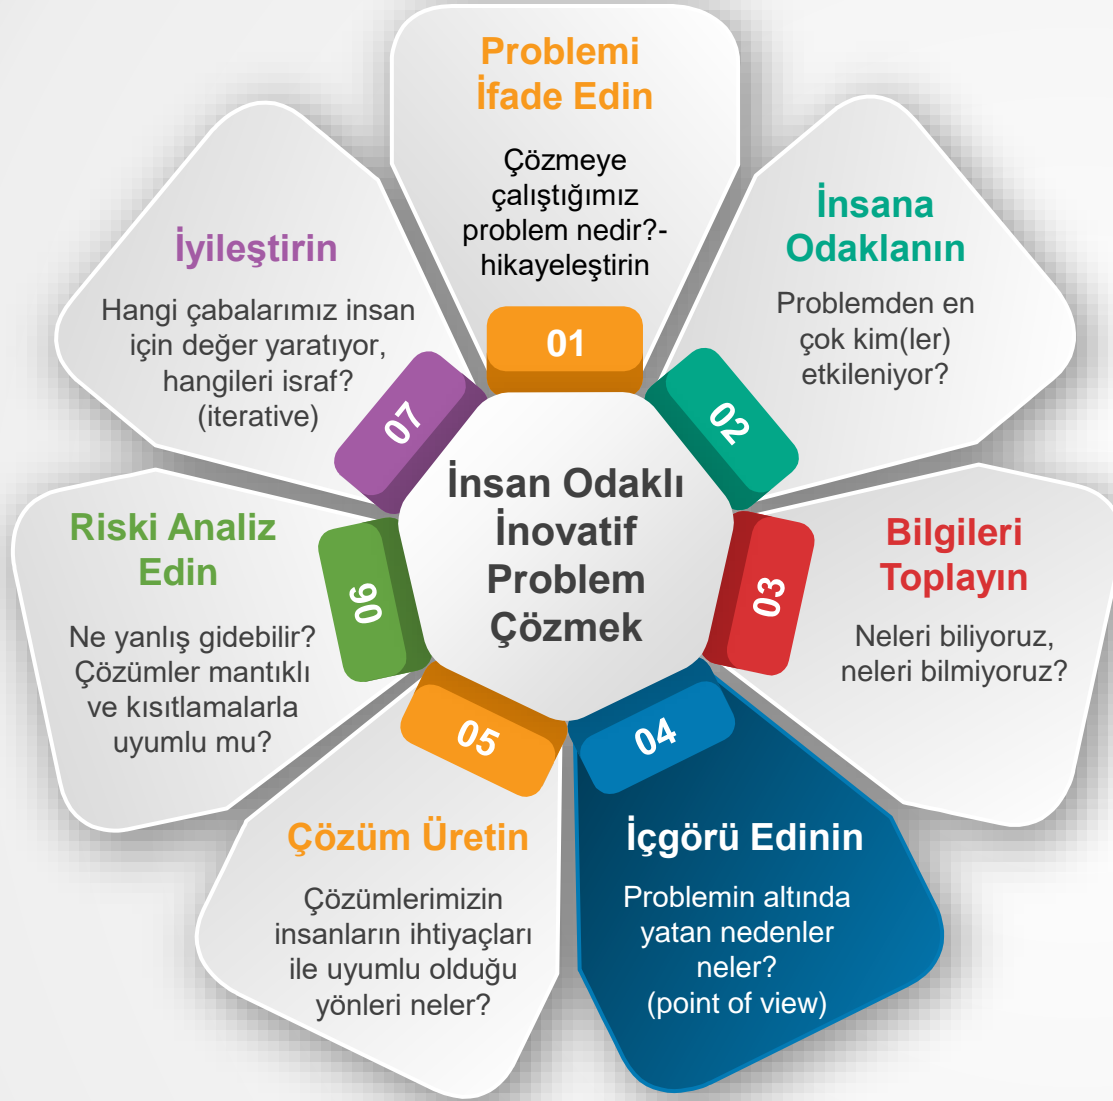 Problemi
İfade Edin
Çözmeye
çalıştığımız
problem nedir?-
hikayeleştirin
01
İnsana
Odaklanın
Problemden en
çok kim(ler)
etkileniyor?
02
Bilgileri
Toplayın
Neleri biliyoruz,
neleri bilmiyoruz?
03
İçgörü Edinin
Problemin altında
yatan nedenler
neler?
(point of view)
04
Çözüm Üretin
Çözümlerimizin
insanların ihtiyaçları
ile uyumlu olduğu
yönleri neler?
05
Riski Analiz
Edin
Ne yanlış gidebilir?
Çözümler mantıklı
ve kısıtlamalarla
uyumlu mu?
06
İyileştirin
Hangi çabalarımız insan
için değer yaratıyor,
hangileri israf?
(iterative)
07
İnsan Odaklı
İnovatif
Problem
Çözmek